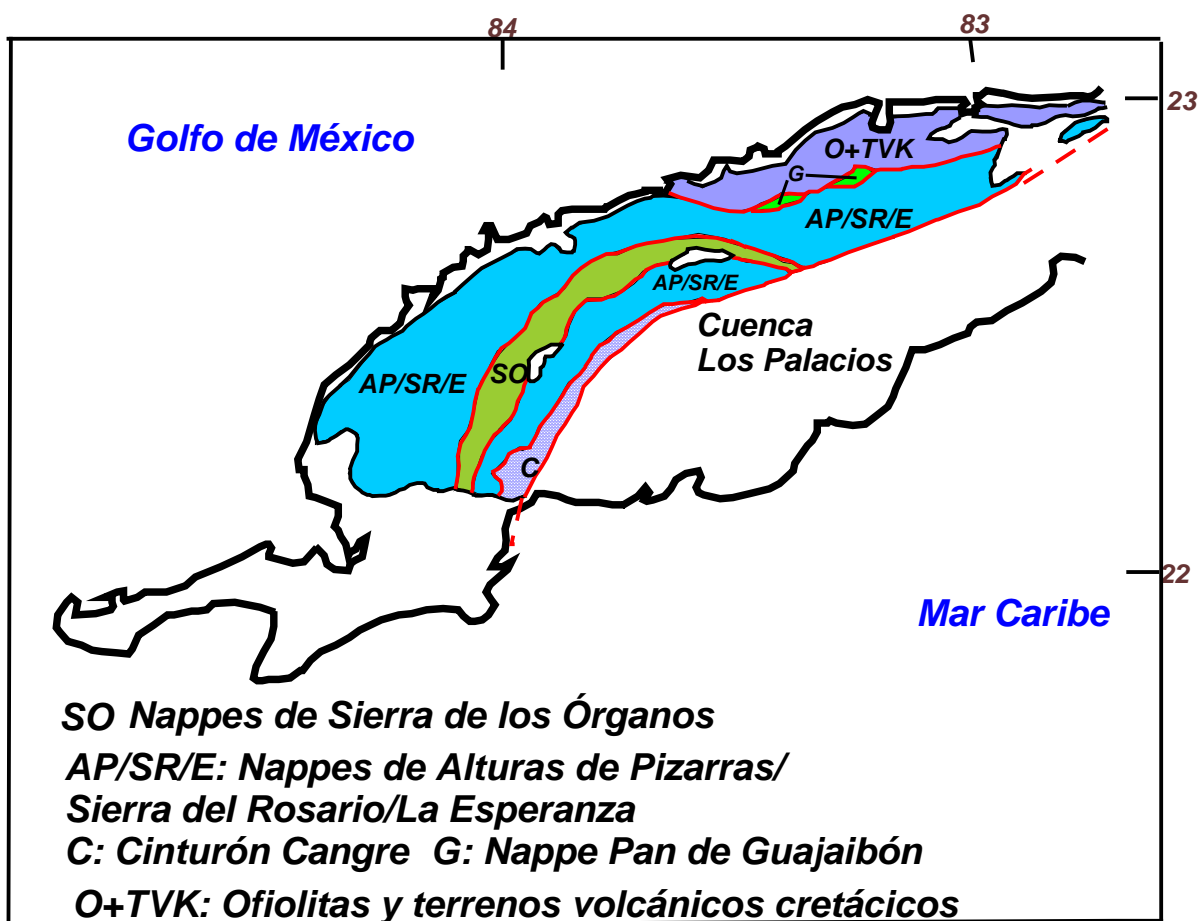 84
83
23
Golfo de México
O+TVK
G
AP/SR/E
AP/SR/E
Cuenca
Los Palacios
SO
AP/SR/E
C
22
Mar Caribe
SO Nappes de Sierra de los Órganos
AP/SR/E: Nappes de Alturas de Pizarras/
Sierra del Rosario/La Esperanza
C: Cinturón Cangre G: Nappe Pan de Guajaibón
O+TVK: Ofiolitas y terrenos volcánicos cretácicos